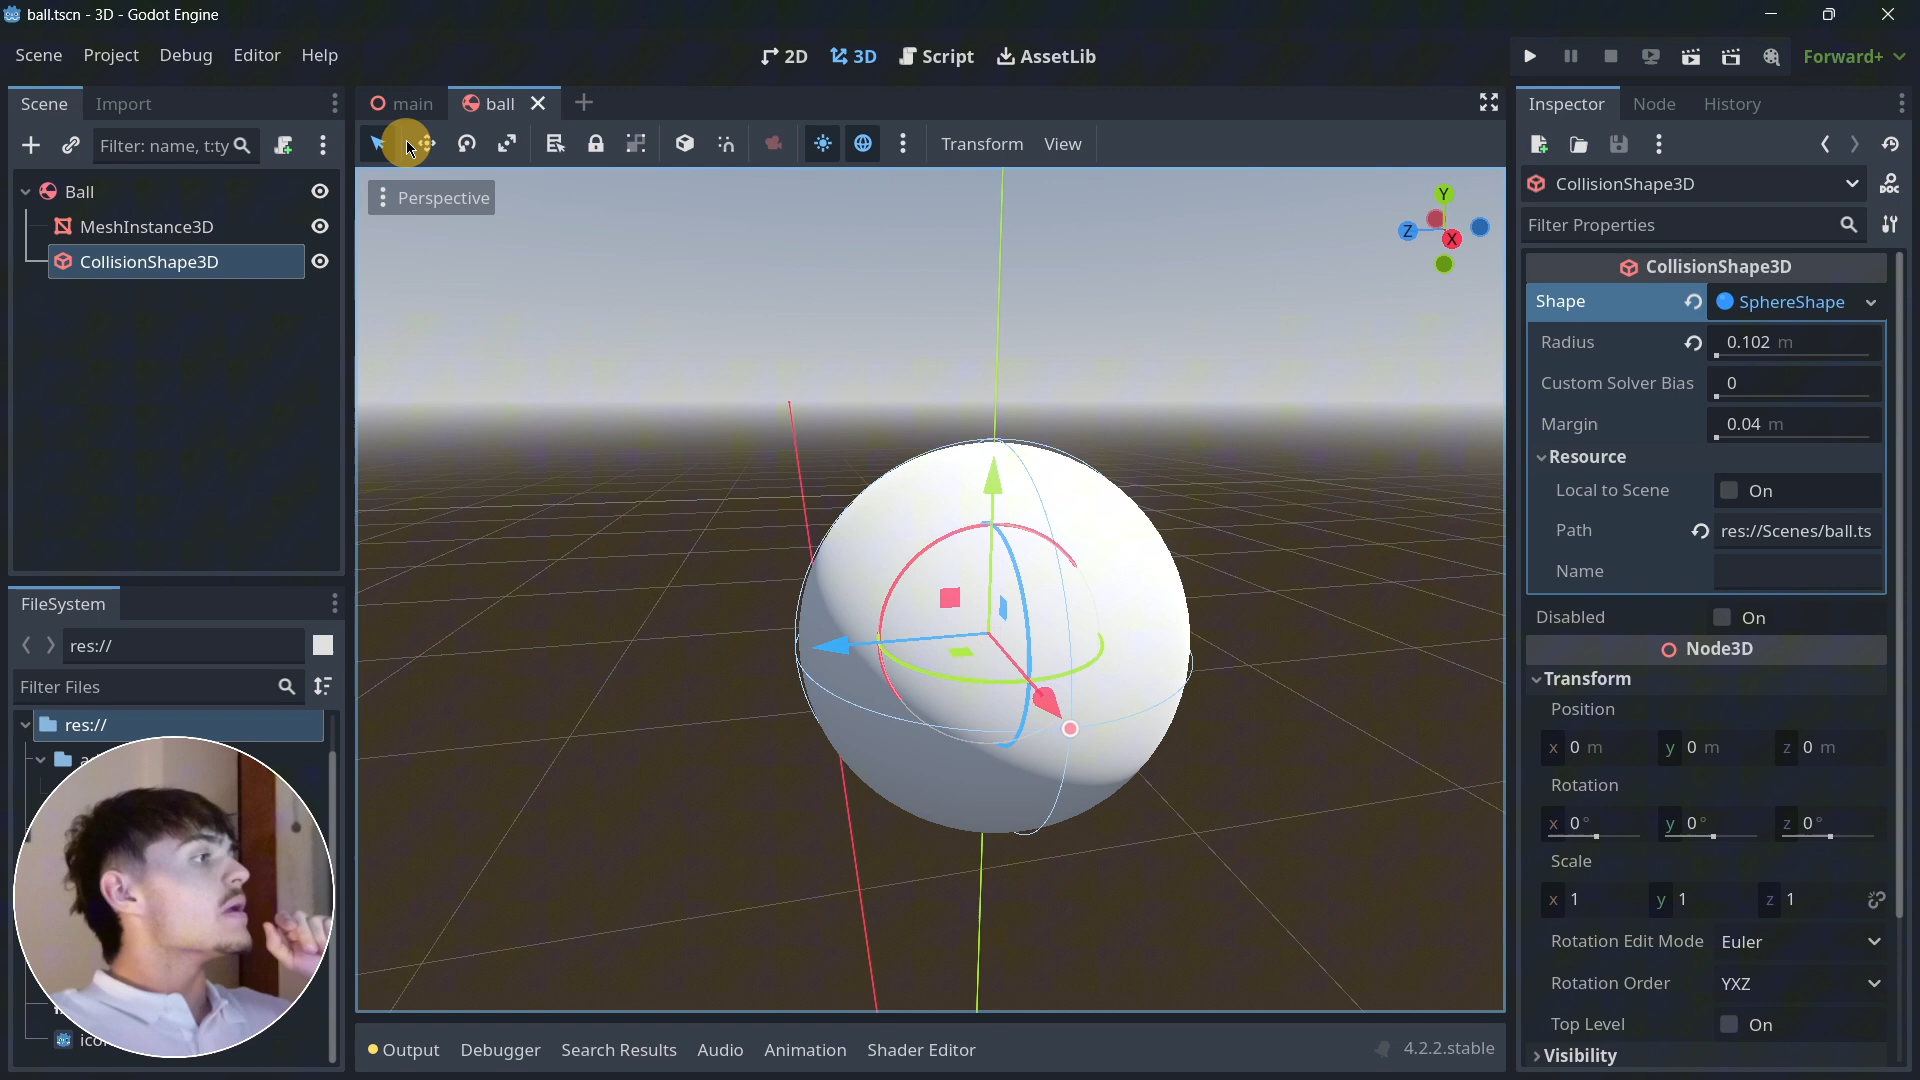 ball.tscn - 3D - Godot Engine
Scene Project Debug Editor Help
2D 3D Script AssetLib
Forward+
Scene Import
main ball
Inspector Node History
Filter: name, t:ty
Transform View
Ball
MeshInstance3D
CollisionShape3D
Perspective
Y
Z
X
CollisionShape3D
Filter Properties
CollisionShape3D
Shape SphereShape
Radius 0.102 m
Custom Solver Bias 0
Margin 0.04 m
Resource
Local to Scene On
Path res://Scenes/ball.ts
Name
Disabled On
Node3D
Transform
Position
x 0 m y 0 m z 0 m
Rotation
x 0° y 0° z 0°
Scale
x 1 y 1 z 1
Rotation Edit Mode Euler
Rotation Order YXZ
Top Level On
Visibility
FileSystem
res://
Filter Files
res://
Output Debugger Search Results Audio Animation Shader Editor
4.2.2.stable